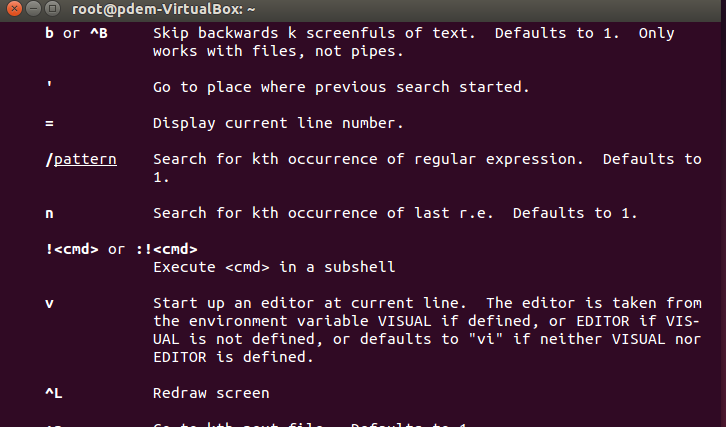 root@pdem-VirtualBox: ~
b or ^B Skip backwards k screenfuls of text. Defaults to 1. Only
works with files, not pipes.
' Go to place where previous search started.
= Display current line number.
/pattern Search for kth occurrence of regular expression. Defaults to
1.
n Search for kth occurrence of last r.e. Defaults to 1.
!<cmd> or :!<cmd>
Execute <cmd> in a subshell
v Start up an editor at current line. The editor is taken from
the environment variable VISUAL if defined, or EDITOR if VIS-
UAL is not defined, or defaults to "vi" if neither VISUAL nor
EDITOR is defined.
^L Redraw screen
Go to kth next file. Defaults to 1